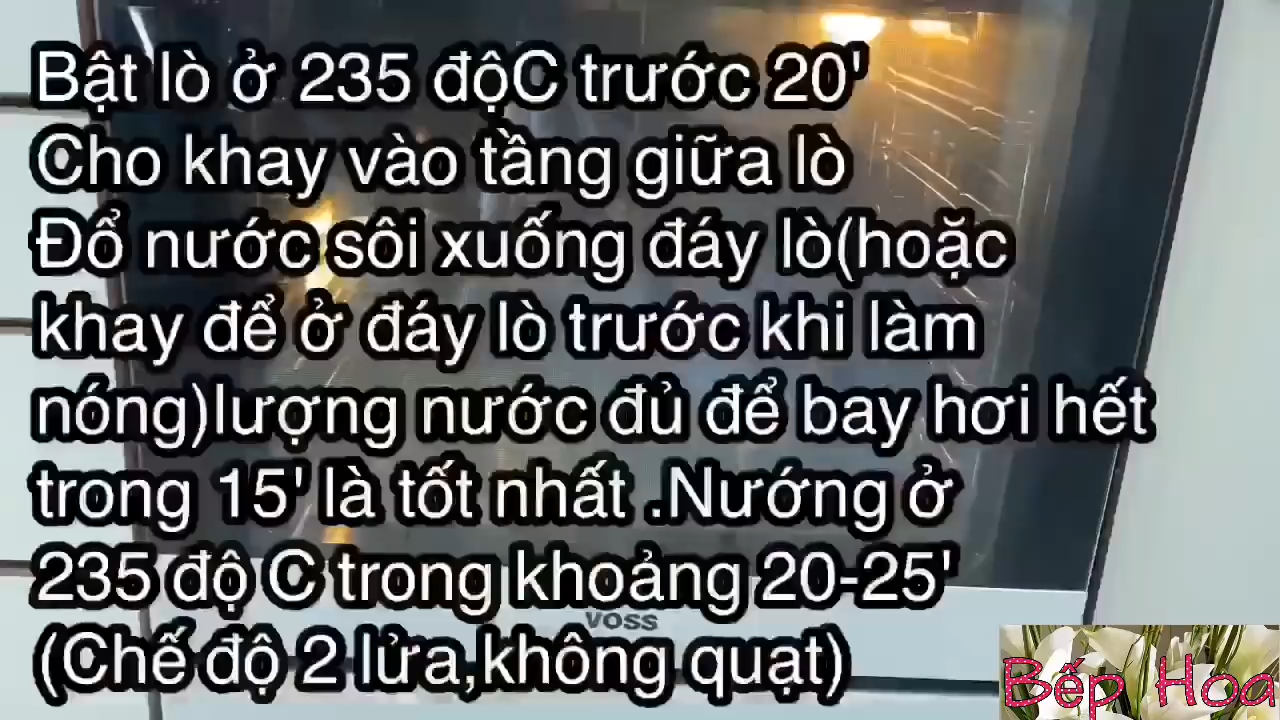 Bật lò ở 235 độC trước 20'
Cho khay vào tầng giữa lò
Đổ nước sôi xuống đáy lò(hoặc
khay để ở đáy lò trước khi làm
nóng)lượng nước đủ để bay hơi hết
trong 15' là tốt nhất .Nướng ở
235 độ C trong khoảng 20-25'
(Chế độ 2 lửa,không quạt)
VOSS
Bếp Hoa